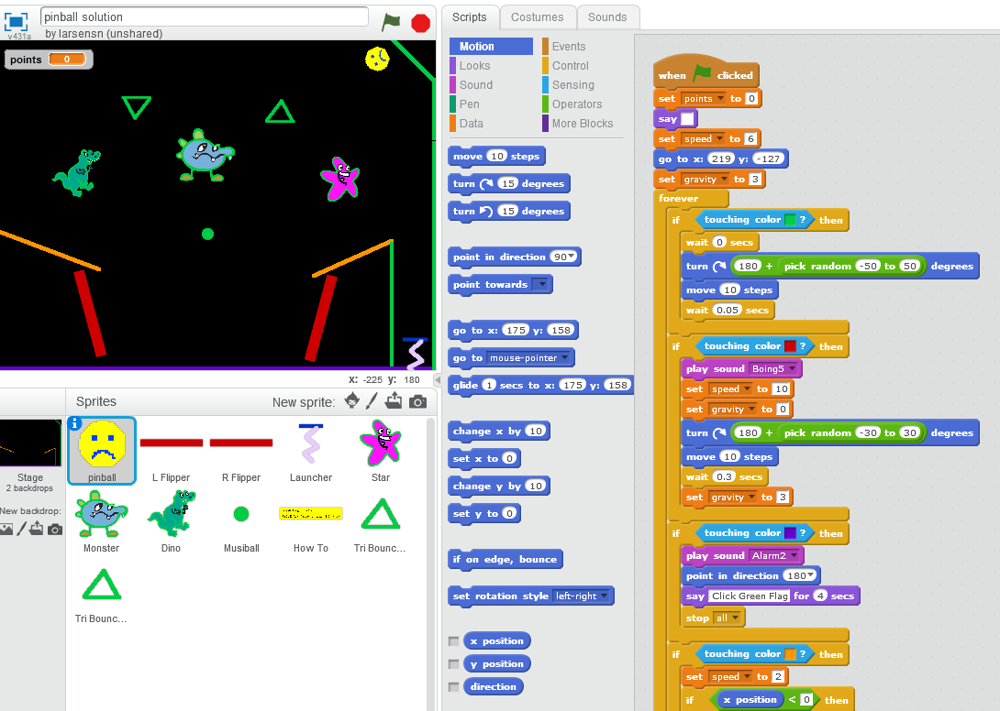 pinball solution
by larsensn (unshared)
v431a
points 0
x: -225 y: 180
Sprites
New sprite:
Stage
2 backdrops
New backdrop:
pinball
L Flipper
R Flipper
Launcher
Star
Monster
Dino
Musiball
How To
Tri Bounc...
Tri Bounc...
Scripts
Costumes
Sounds
Motion
Looks
Sound
Pen
Data
Events
Control
Sensing
Operators
More Blocks
move 10 steps
turn 15 degrees
turn 15 degrees
point in direction 90
point towards
go to x: 175 y: 158
go to mouse-pointer
glide 1 secs to x: 175 y: 158
change x by 10
set x to 0
change y by 10
set y to 0
if on edge, bounce
set rotation style left-right
x position
y position
direction
when clicked
set points to 0
say
set speed to 6
go to x: 219 y: -127
set gravity to 3
forever
if touching color ? then
wait 0 secs
turn 180 + pick random -50 to 50 degrees
move 10 steps
wait 0.05 secs
if touching color ? then
play sound Boing5
set speed to 10
set gravity to 0
turn 180 + pick random -30 to 30 degrees
move 10 steps
wait 0.3 secs
set gravity to 3
if touching color ? then
play sound Alarm2
point in direction 180
say Click Green Flag for 4 secs
stop all
if touching color ? then
set speed to 2
if x position < 0 then